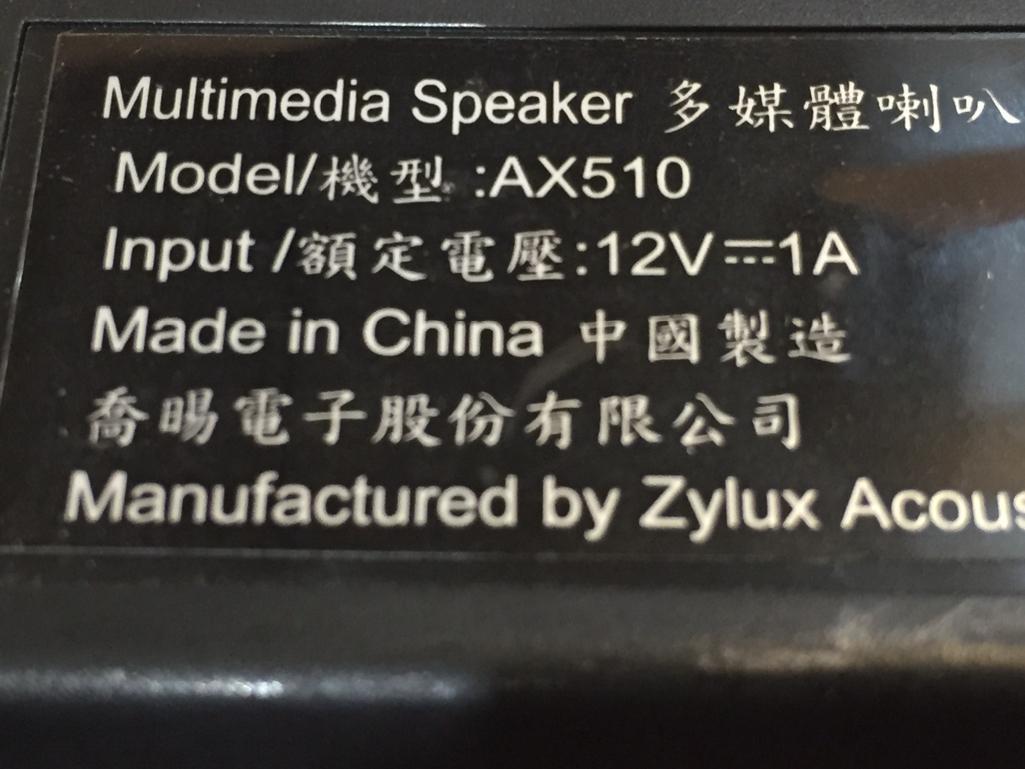 Multimedia Speaker 多媒體喇叭
Model/機型 :AX510
Input /額定電壓:12V⎓1A
Made in China 中國製造
喬暘電子股份有限公司
Manufactured by Zylux Acous